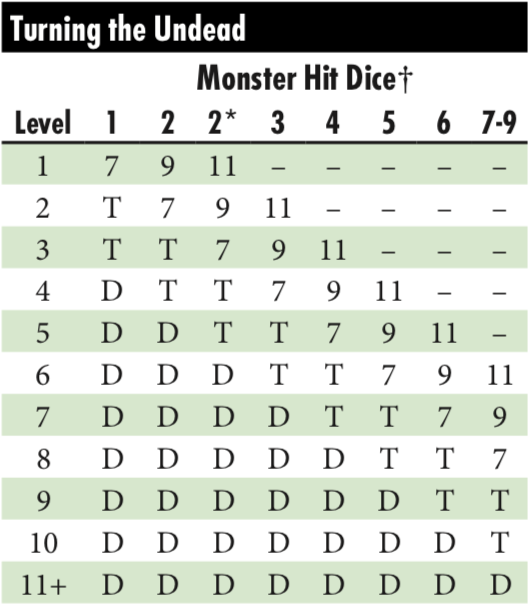 Turning the Undead
Monster Hit Dice†
Level 1 2 2* 3 4 5 6 7-9
1 7 9 11 – – – – –
2 T 7 9 11 – – – –
3 T T 7 9 11 – – –
4 D T T 7 9 11 – –
5 D D T T 7 9 11 –
6 D D D T T 7 9 11
7 D D D D T T 7 9
8 D D D D D T T 7
9 D D D D D D T T
10 D D D D D D D T
11+ D D D D D D D D